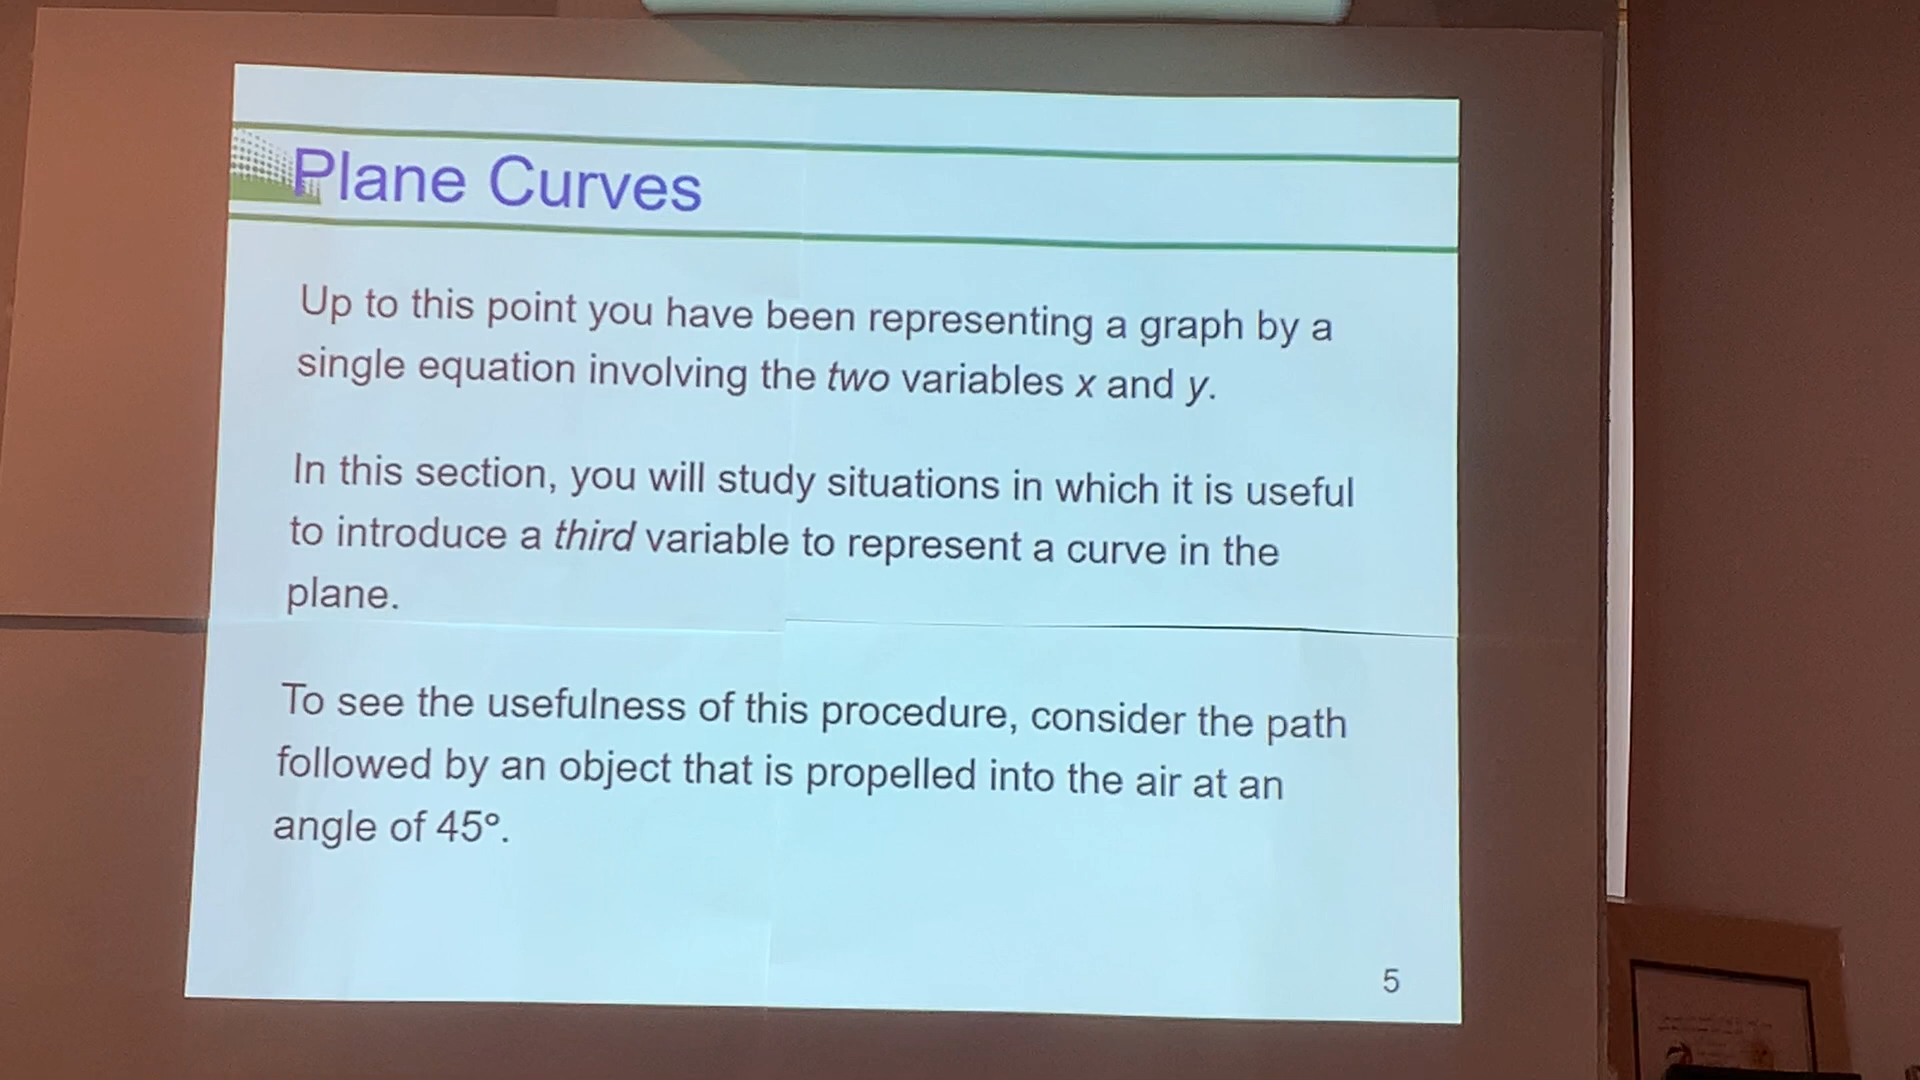 Plane Curves
Up to this point you have been representing a graph by a
single equation involving the two variables x and y.
In this section, you will study situations in which it is useful
to introduce a third variable to represent a curve in the
plane.
To see the usefulness of this procedure, consider the path
followed by an object that is propelled into the air at an
angle of 45°.
5